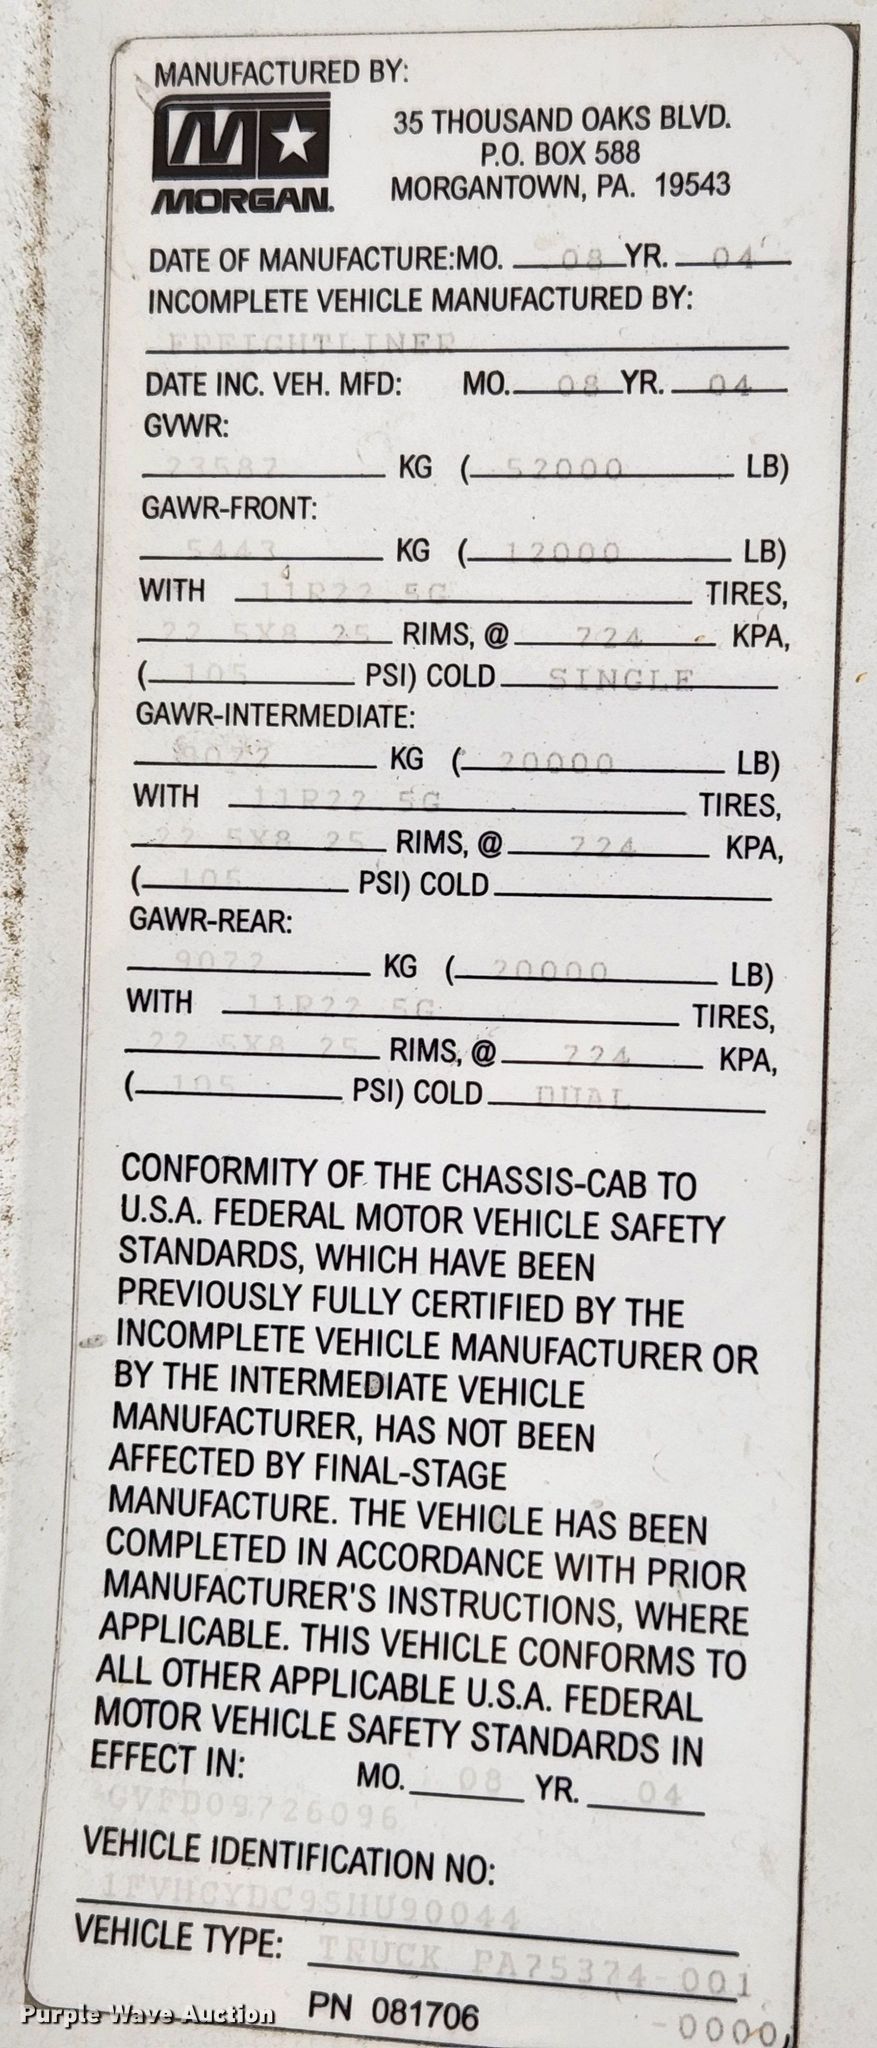 MANUFACTURED BY:
MORGAN
35 THOUSAND OAKS BLVD.
P.O. BOX 588
MORGANTOWN, PA. 19543
DATE OF MANUFACTURE:MO. 08 YR. 04
INCOMPLETE VEHICLE MANUFACTURED BY:
FREIGHTLINER
DATE INC. VEH. MFD: MO. 08 YR. 04
GVWR:
23587 KG (52000 LB)
GAWR-FRONT:
5443 KG (12000 LB)
WITH 11R22.5G TIRES,
22.5X8.25 RIMS, @ 724 KPA,
(105 PSI) COLD SINGLE
GAWR-INTERMEDIATE:
9072 KG (20000 LB)
WITH 11R22.5G TIRES,
22.5X8.25 RIMS, @ 724 KPA,
(105 PSI) COLD
GAWR-REAR:
9072 KG (20000 LB)
WITH 11R22.5G TIRES,
22.5X8.25 RIMS, @ 724 KPA,
(105 PSI) COLD DUAL
CONFORMITY OF THE CHASSIS-CAB TO
U.S.A. FEDERAL MOTOR VEHICLE SAFETY
STANDARDS, WHICH HAVE BEEN
PREVIOUSLY FULLY CERTIFIED BY THE
INCOMPLETE VEHICLE MANUFACTURER OR
BY THE INTERMEDIATE VEHICLE
MANUFACTURER, HAS NOT BEEN
AFFECTED BY FINAL-STAGE
MANUFACTURE. THE VEHICLE HAS BEEN
COMPLETED IN ACCORDANCE WITH PRIOR
MANUFACTURER'S INSTRUCTIONS, WHERE
APPLICABLE. THIS VEHICLE CONFORMS TO
ALL OTHER APPLICABLE U.S.A. FEDERAL
MOTOR VEHICLE SAFETY STANDARDS IN
EFFECT IN: MO. 08 YR. 04
GVFD09726096
VEHICLE IDENTIFICATION NO:
1FVHCYDC95HU90044
VEHICLE TYPE: TRUCK PA75374-001
PN 081706 -0000
Purple Wave Auction